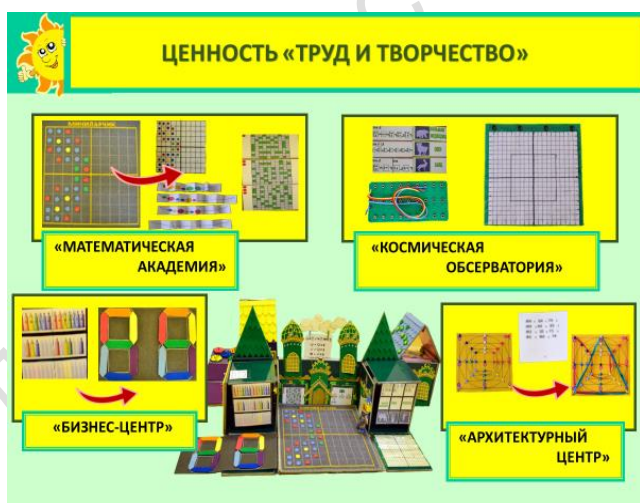 ЦЕННОСТЬ «ТРУД И ТВОРЧЕСТВО»
«МАТЕМАТИЧЕСКАЯ
АКАДЕМИЯ»
«КОСМИЧЕСКАЯ
ОБСЕРВАТОРИЯ»
«БИЗНЕС-ЦЕНТР»
«АРХИТЕКТУРНЫЙ
ЦЕНТР»